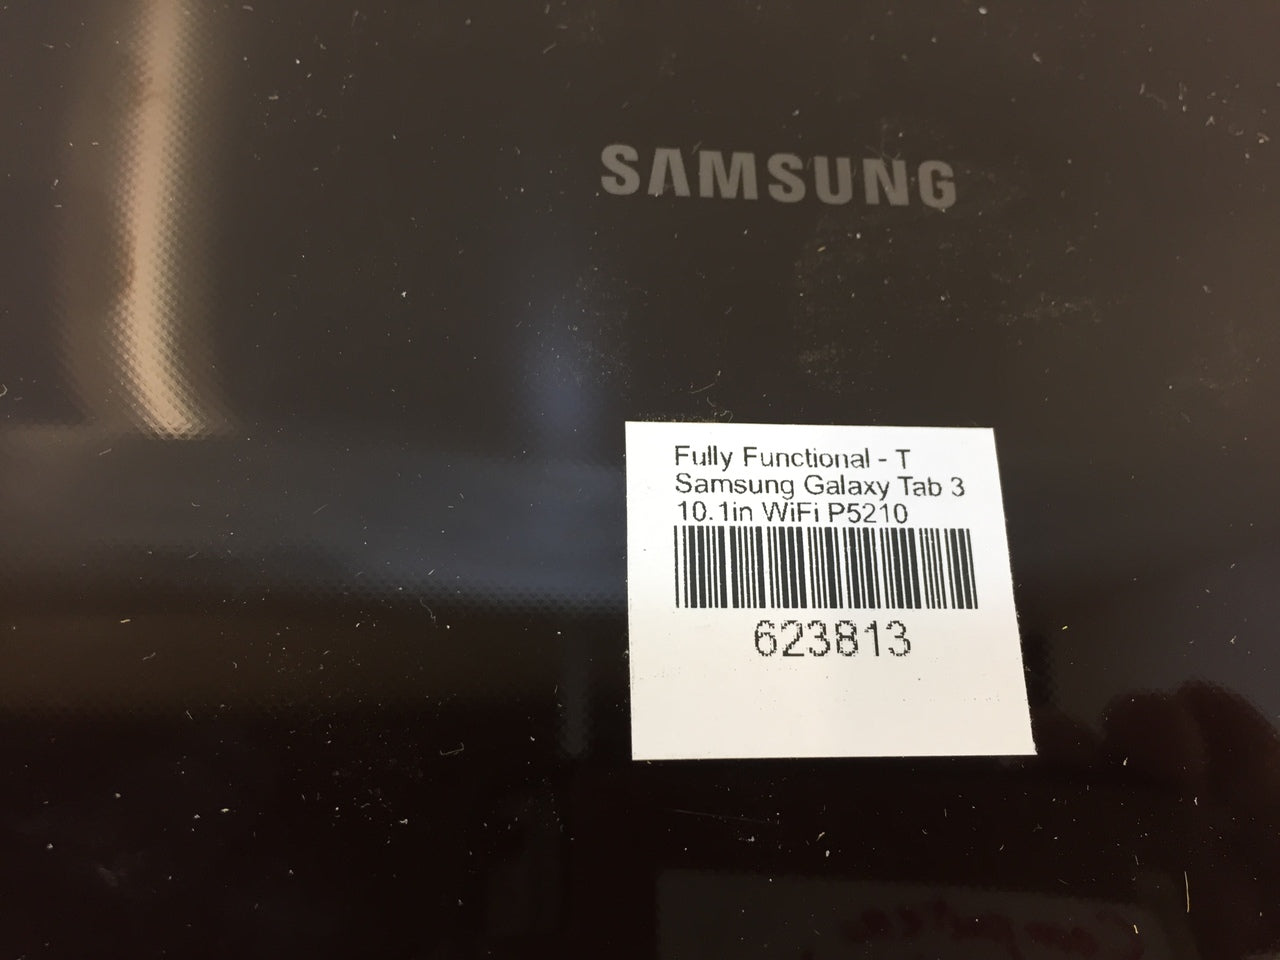 SAMSUNG
Fully Functional - T
Samsung Galaxy Tab 3
10.1in WiFi P5210
623813